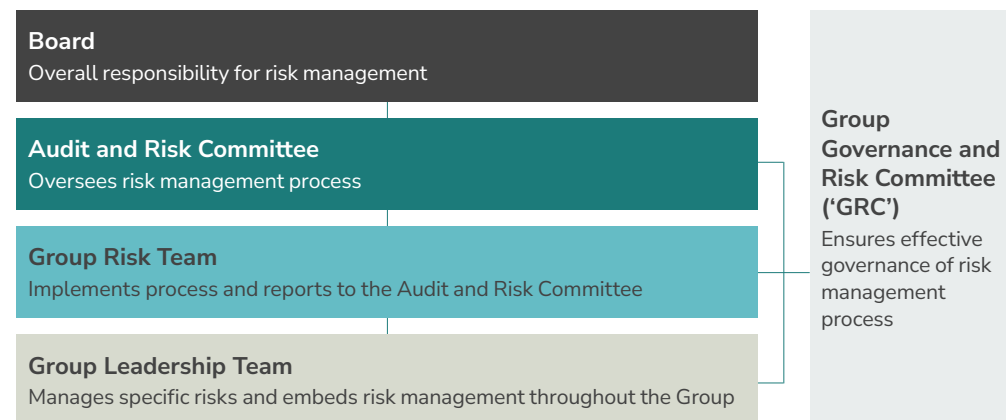 Board
Overall responsibility for risk management
Audit and Risk Committee
Oversees risk management process
Group Risk Team
Implements process and reports to the Audit and Risk Committee
Group Leadership Team
Manages specific risks and embeds risk management throughout the Group
Group
Governance and
Risk Committee
(‘GRC’)
Ensures effective
governance of risk
management
process